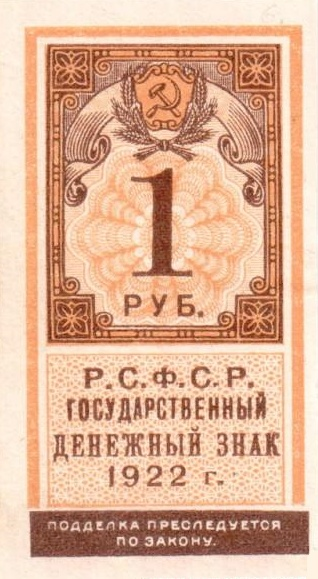 1
РУБ.
Р.С.Ф.С.Р.
ГОСУДАРСТВЕННЫЙ
ДЕНЕЖНЫЙ ЗНАК
1922 г.
ПОДДЕЛКА ПРЕСЛЕДУЕТСЯ
ПО ЗАКОНУ.